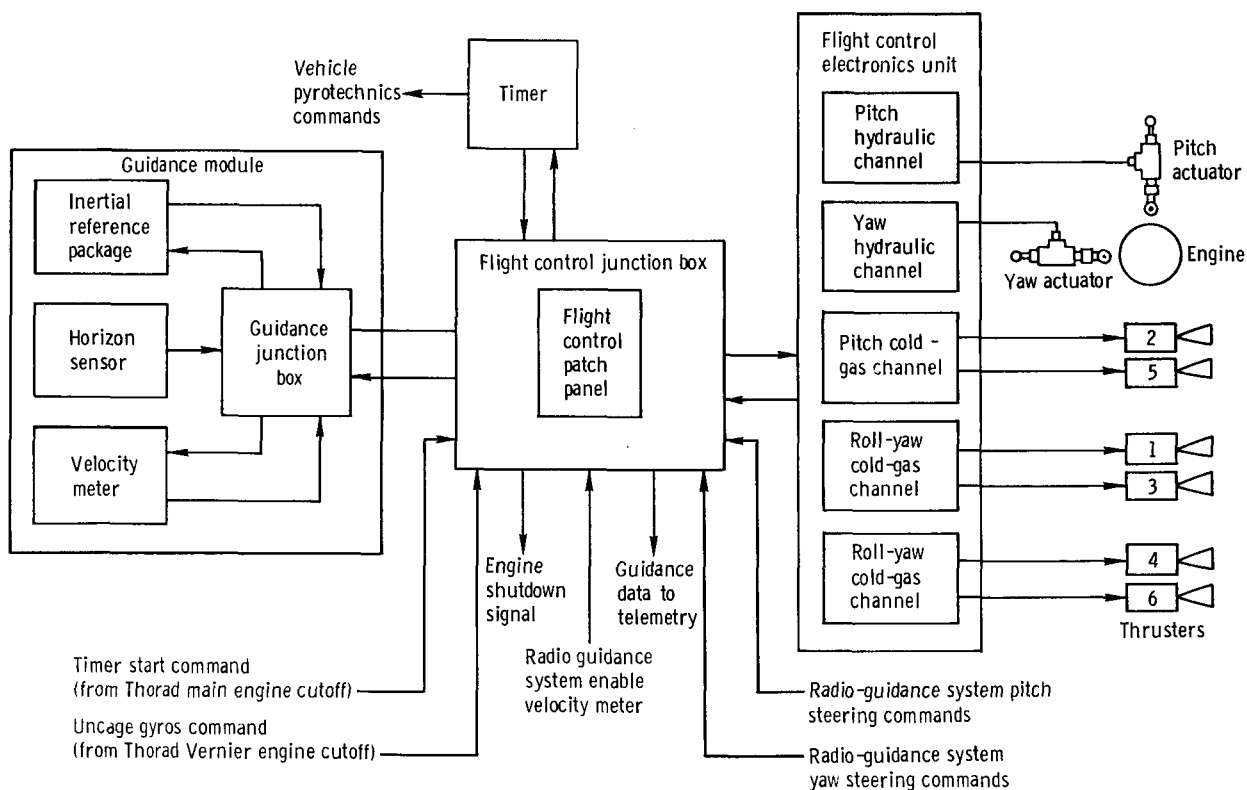 Vehicle
pyrotechnics
commands
Timer
Guidance module
Inertial
reference
package
Horizon
sensor
Velocity
meter
Guidance
junction
box
Flight control junction box
Flight
control
patch
panel
Engine
shutdown
signal
Guidance
data to
telemetry
Radio guidance
system enable
velocity meter
Timer start command
(from Thorad main engine cutoff)
Uncage gyros command
(from Thorad Vernier engine cutoff)
Radio-guidance system pitch
steering commands
Radio-guidance system
yaw steering commands
Flight control
electronics unit
Pitch
hydraulic
channel
Yaw
hydraulic
channel
Pitch cold-
gas channel
Roll-yaw
cold-gas
channel
Roll-yaw
cold-gas
channel
Pitch
actuator
Yaw actuator
Engine
2
5
1
3
4
6
Thrusters